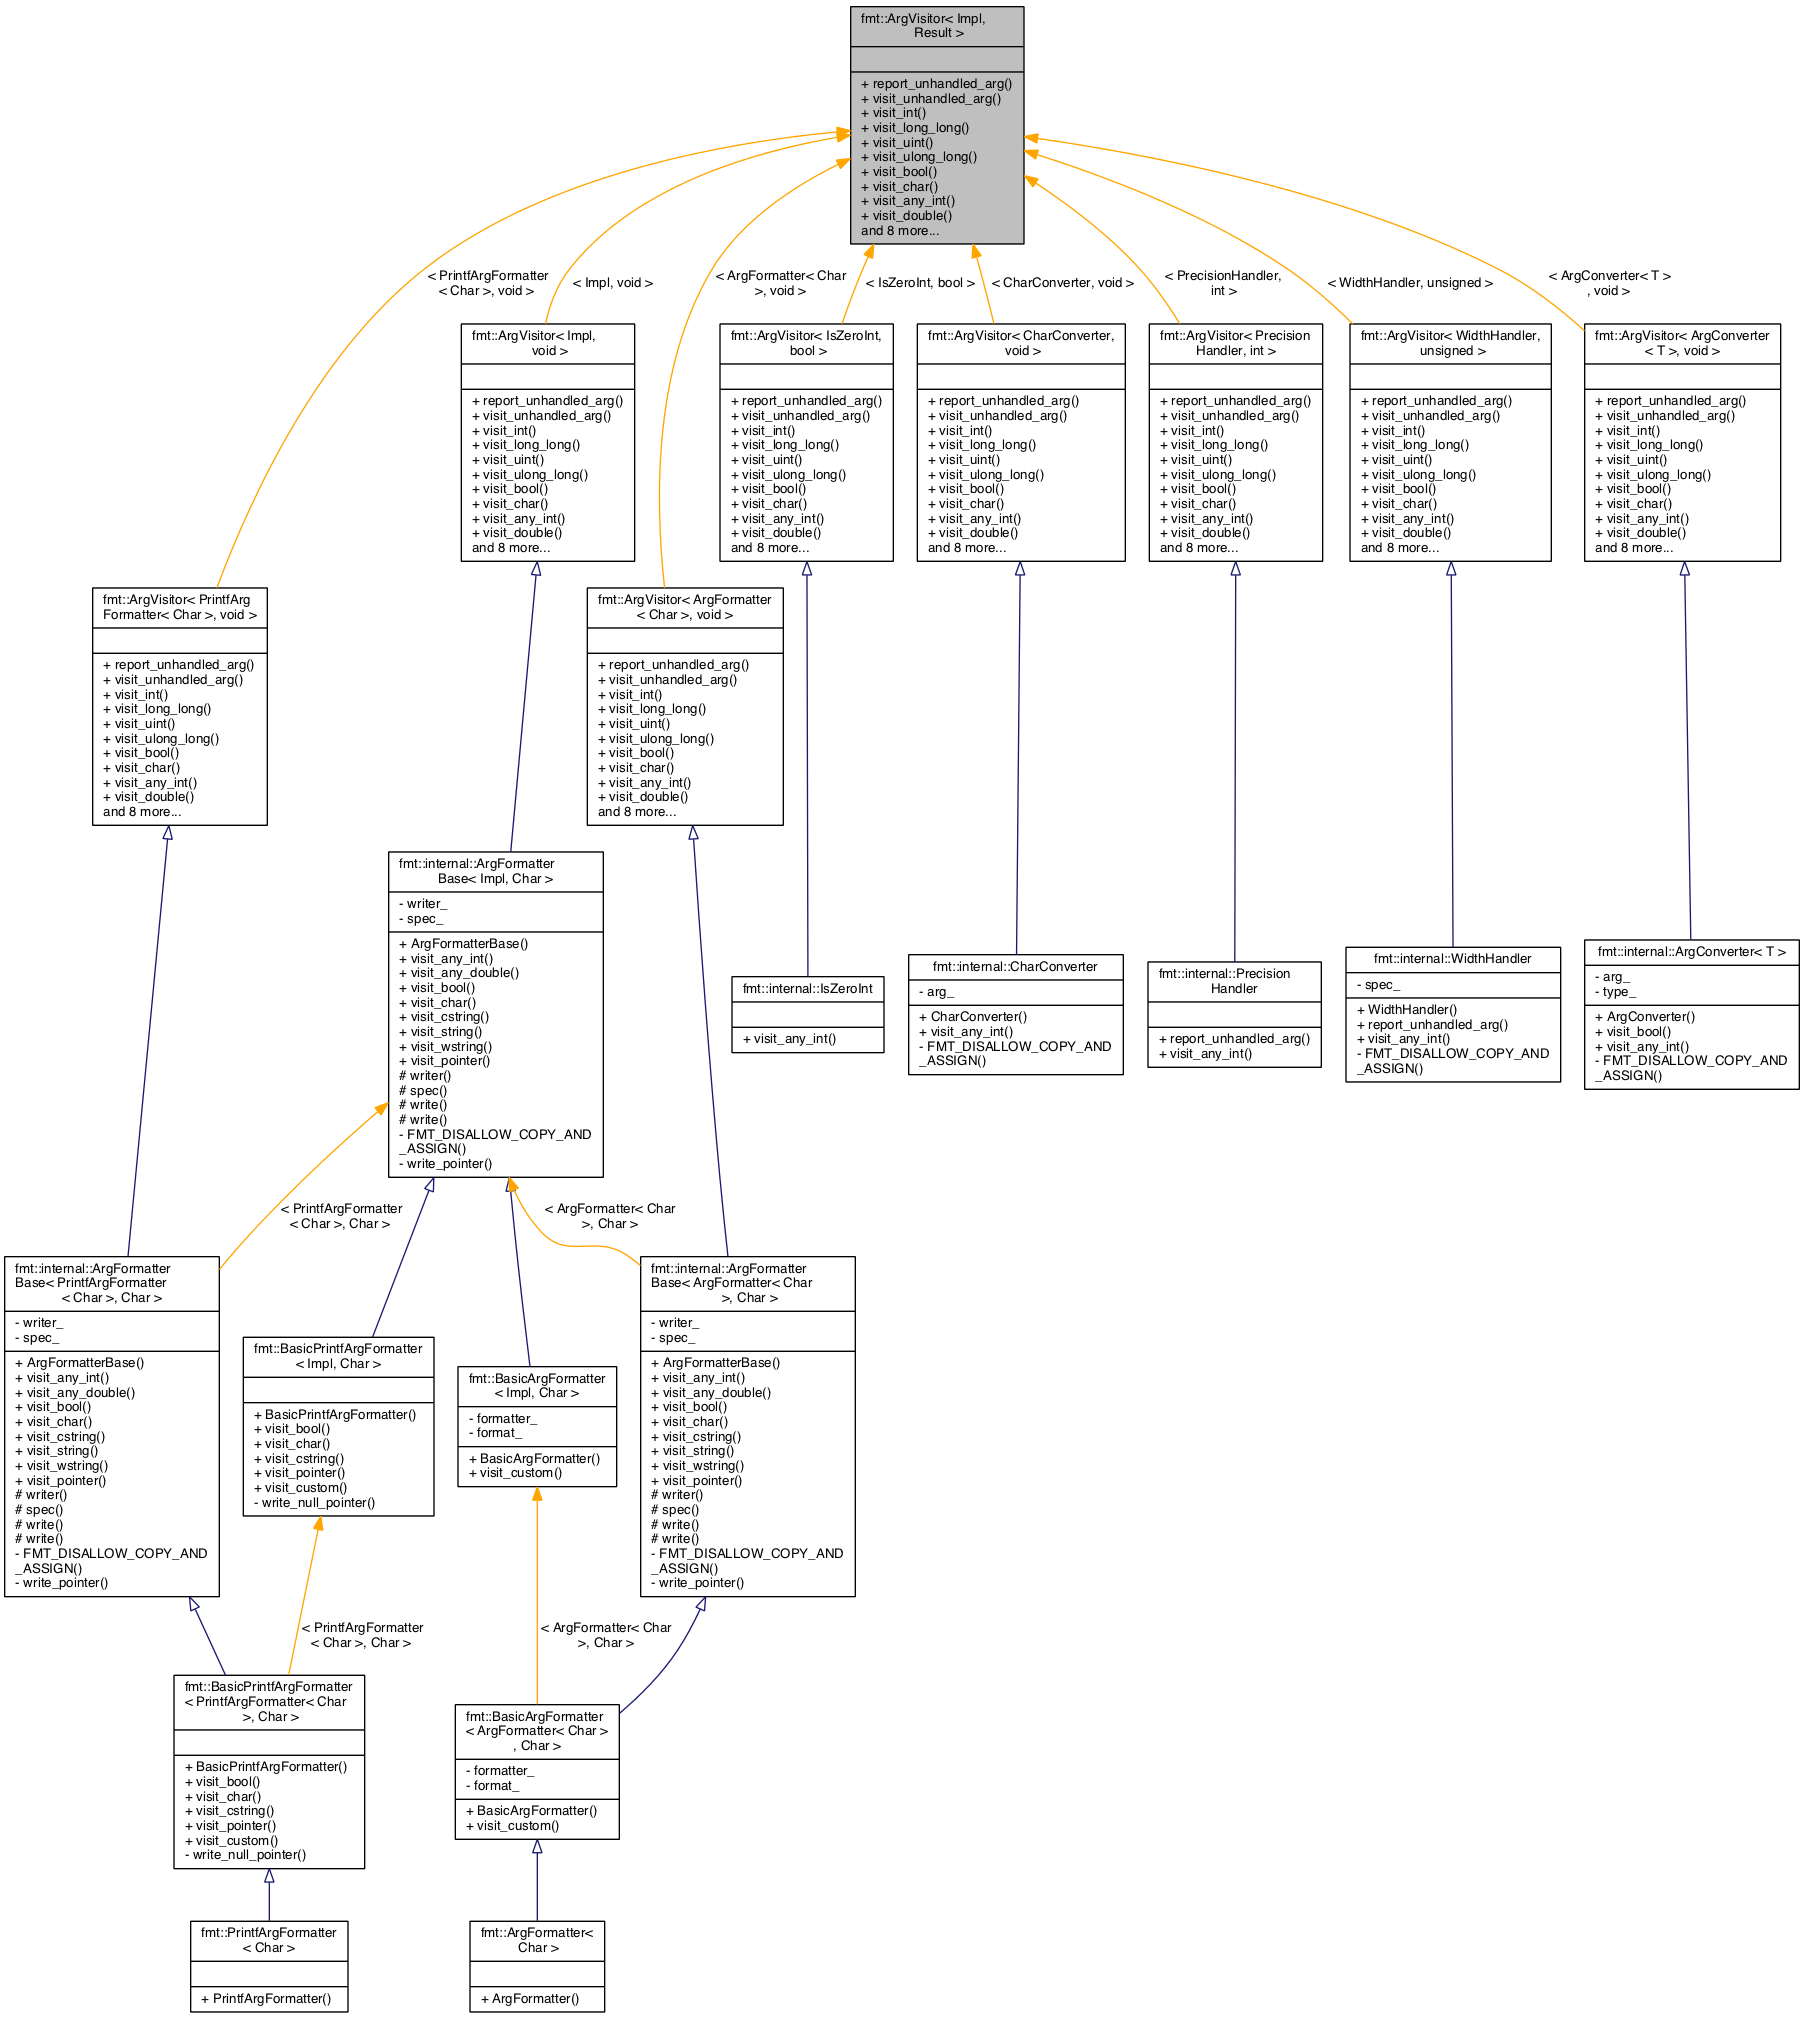 fmt::ArgVisitor< Impl,
Result >
+ report_unhandled_arg()
+ visit_unhandled_arg()
+ visit_int()
+ visit_long_long()
+ visit_uint()
+ visit_ulong_long()
+ visit_bool()
+ visit_char()
+ visit_any_int()
+ visit_double()
and 8 more...
< PrintfArgFormatter
< Char >, void >
< Impl, void >
< ArgFormatter< Char
>, void >
< IsZeroInt, bool >
< CharConverter, void >
< PrecisionHandler,
int >
< WidthHandler, unsigned >
< ArgConverter< T >
, void >
fmt::ArgVisitor< Impl,
void >
+ report_unhandled_arg()
+ visit_unhandled_arg()
+ visit_int()
+ visit_long_long()
+ visit_uint()
+ visit_ulong_long()
+ visit_bool()
+ visit_char()
+ visit_any_int()
+ visit_double()
and 8 more...
fmt::ArgVisitor< IsZeroInt,
bool >
+ report_unhandled_arg()
+ visit_unhandled_arg()
+ visit_int()
+ visit_long_long()
+ visit_uint()
+ visit_ulong_long()
+ visit_bool()
+ visit_char()
+ visit_any_int()
+ visit_double()
and 8 more...
fmt::ArgVisitor< CharConverter,
void >
+ report_unhandled_arg()
+ visit_unhandled_arg()
+ visit_int()
+ visit_long_long()
+ visit_uint()
+ visit_ulong_long()
+ visit_bool()
+ visit_char()
+ visit_any_int()
+ visit_double()
and 8 more...
fmt::ArgVisitor< Precision
Handler, int >
+ report_unhandled_arg()
+ visit_unhandled_arg()
+ visit_int()
+ visit_long_long()
+ visit_uint()
+ visit_ulong_long()
+ visit_bool()
+ visit_char()
+ visit_any_int()
+ visit_double()
and 8 more...
fmt::ArgVisitor< WidthHandler,
unsigned >
+ report_unhandled_arg()
+ visit_unhandled_arg()
+ visit_int()
+ visit_long_long()
+ visit_uint()
+ visit_ulong_long()
+ visit_bool()
+ visit_char()
+ visit_any_int()
+ visit_double()
and 8 more...
fmt::ArgVisitor< ArgConverter
< T >, void >
+ report_unhandled_arg()
+ visit_unhandled_arg()
+ visit_int()
+ visit_long_long()
+ visit_uint()
+ visit_ulong_long()
+ visit_bool()
+ visit_char()
+ visit_any_int()
+ visit_double()
and 8 more...
fmt::ArgVisitor< PrintfArg
Formatter< Char >, void >
+ report_unhandled_arg()
+ visit_unhandled_arg()
+ visit_int()
+ visit_long_long()
+ visit_uint()
+ visit_ulong_long()
+ visit_bool()
+ visit_char()
+ visit_any_int()
+ visit_double()
and 8 more...
fmt::ArgVisitor< ArgFormatter
< Char >, void >
+ report_unhandled_arg()
+ visit_unhandled_arg()
+ visit_int()
+ visit_long_long()
+ visit_uint()
+ visit_ulong_long()
+ visit_bool()
+ visit_char()
+ visit_any_int()
+ visit_double()
and 8 more...
fmt::internal::ArgFormatter
Base< Impl, Char >
- writer_
- spec_
+ ArgFormatterBase()
+ visit_any_int()
+ visit_any_double()
+ visit_bool()
+ visit_char()
+ visit_cstring()
+ visit_string()
+ visit_wstring()
+ visit_pointer()
# writer()
# spec()
# write()
# write()
- FMT_DISALLOW_COPY_AND
_ASSIGN()
- write_pointer()
fmt::internal::IsZeroInt
+ visit_any_int()
fmt::internal::CharConverter
- arg_
+ CharConverter()
+ visit_any_int()
- FMT_DISALLOW_COPY_AND
_ASSIGN()
fmt::internal::Precision
Handler
+ report_unhandled_arg()
+ visit_any_int()
fmt::internal::WidthHandler
- spec_
+ WidthHandler()
+ report_unhandled_arg()
+ visit_any_int()
- FMT_DISALLOW_COPY_AND
_ASSIGN()
fmt::internal::ArgConverter< T >
- arg_
- type_
+ ArgConverter()
+ visit_bool()
+ visit_any_int()
- FMT_DISALLOW_COPY_AND
_ASSIGN()
< PrintfArgFormatter
< Char >, Char >
< ArgFormatter< Char
>, Char >
fmt::internal::ArgFormatter
Base< PrintfArgFormatter
< Char >, Char >
- writer_
- spec_
+ ArgFormatterBase()
+ visit_any_int()
+ visit_any_double()
+ visit_bool()
+ visit_char()
+ visit_cstring()
+ visit_string()
+ visit_wstring()
+ visit_pointer()
# writer()
# spec()
# write()
# write()
- FMT_DISALLOW_COPY_AND
_ASSIGN()
- write_pointer()
fmt::BasicPrintfArgFormatter
< Impl, Char >
+ BasicPrintfArgFormatter()
+ visit_bool()
+ visit_char()
+ visit_cstring()
+ visit_pointer()
+ visit_custom()
- write_null_pointer()
fmt::BasicArgFormatter
< Impl, Char >
- formatter_
- format_
+ BasicArgFormatter()
+ visit_custom()
fmt::internal::ArgFormatter
Base< ArgFormatter< Char
>, Char >
- writer_
- spec_
+ ArgFormatterBase()
+ visit_any_int()
+ visit_any_double()
+ visit_bool()
+ visit_char()
+ visit_cstring()
+ visit_string()
+ visit_wstring()
+ visit_pointer()
# writer()
# spec()
# write()
# write()
- FMT_DISALLOW_COPY_AND
_ASSIGN()
- write_pointer()
< PrintfArgFormatter
< Char >, Char >
< ArgFormatter< Char
>, Char >
fmt::BasicPrintfArgFormatter
< PrintfArgFormatter< Char
>, Char >
+ BasicPrintfArgFormatter()
+ visit_bool()
+ visit_char()
+ visit_cstring()
+ visit_pointer()
+ visit_custom()
- write_null_pointer()
fmt::BasicArgFormatter
< ArgFormatter< Char >
, Char >
- formatter_
- format_
+ BasicArgFormatter()
+ visit_custom()
fmt::PrintfArgFormatter
< Char >
+ PrintfArgFormatter()
fmt::ArgFormatter<
Char >
+ ArgFormatter()